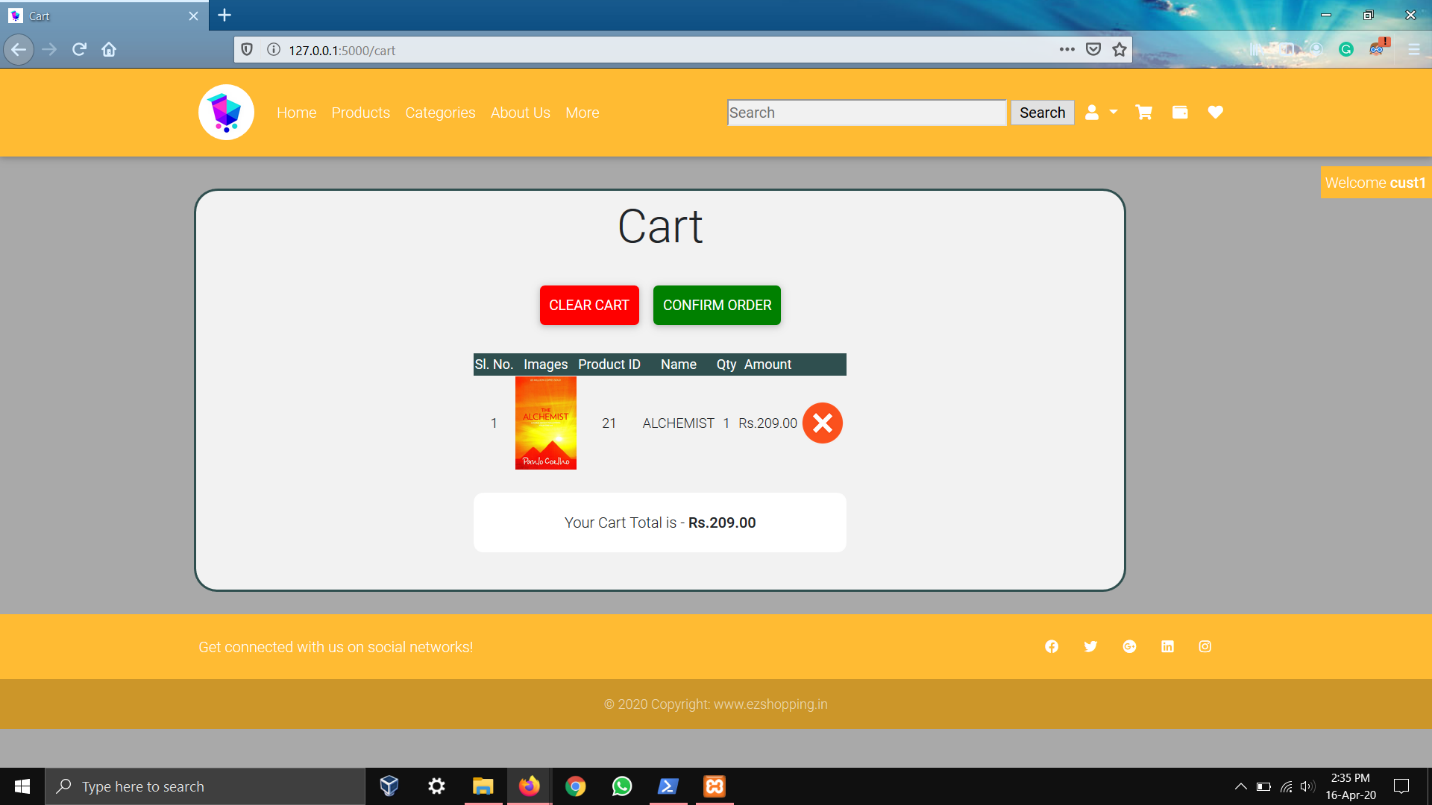 Cart
127.0.0.1:5000/cart
1
Home Products Categories About Us More
Search
Search
Welcome cust1
Cart
CLEAR CART CONFIRM ORDER
Sl. No. Images Product ID Name Qty Amount
THE
ALCHEMIST
1 21 ALCHEMIST 1 Rs.209.00
Your Cart Total is - Rs.209.00
Get connected with us on social networks!
© 2020 Copyright: www.ezshopping.in
Type here to search
2:35 PM
16-Apr-20